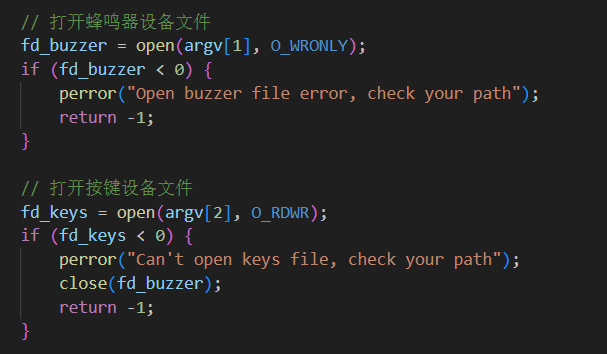 // 打开蜂鸣器设备文件
fd_buzzer = open(argv[1], O_WRONLY);
if (fd_buzzer < 0) {
    perror("Open buzzer file error, check your path");
    return -1;
}

// 打开按键设备文件
fd_keys = open(argv[2], O_RDWR);
if (fd_keys < 0) {
    perror("Can't open keys file, check your path");
    close(fd_buzzer);
    return -1;
}